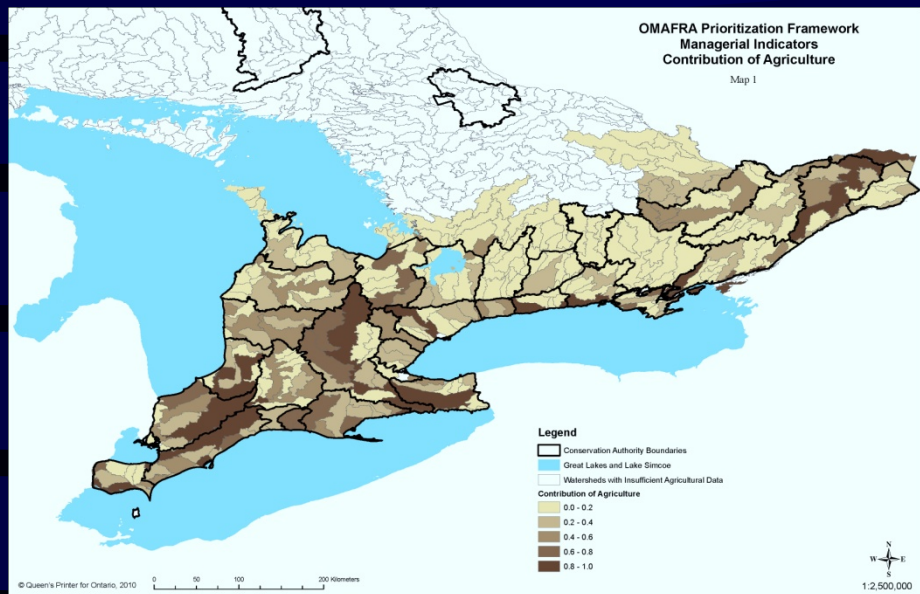 OMAFRA Prioritization Framework
Managerial Indicators
Contribution of Agriculture
Map 1
Legend
Conservation Authority Boundaries
Great Lakes and Lake Simcoe
Watersheds with Insufficient Agricultural Data
Contribution of Agriculture
0.0 - 0.2
0.2 - 0.4
0.4 - 0.6
0.6 - 0.8
0.8 - 1.0
N
W E
S
© Queen's Printer for Ontario, 2010
0 50 100 200 Kilometers
1:2,500,000